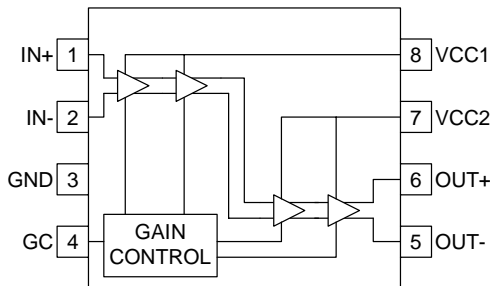 IN+ 1 8 VCC1
IN- 2 7 VCC2
GND 3 6 OUT+
GC 4 GAIN CONTROL 5 OUT-